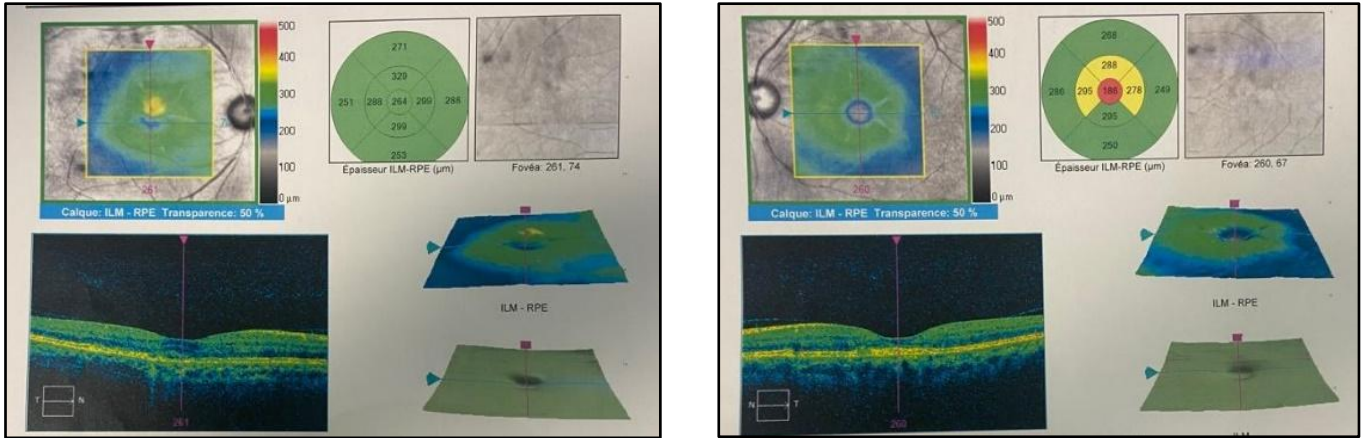 500
400
300
200
100
0 µm
261
Calque: ILM - RPE Transparence: 50 %
271
329
251 288 264 299 288
299
253
Épaisseur ILM-RPE (µm)
Fovéa: 261, 74
ILM - RPE
T N
261
500
400
300
200
100
0 µm
260
Calque: ILM - RPE Transparence: 50 %
268
288
286 295 186 278 249
295
250
Épaisseur ILM-RPE (µm)
Fovéa: 260, 67
ILM - RPE
N T
260